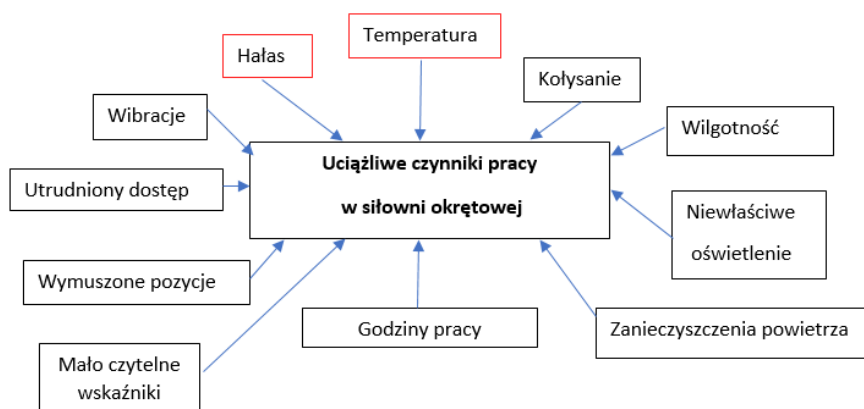 Temperatura
Hałas
Kołysanie
Wibracje
Wilgotność
Uciążliwe czynniki pracy
w siłowni okrętowej
Utrudniony dostęp
Niewłaściwe
oświetlenie
Wymuszone pozycje
Godziny pracy
Zanieczyszczenia powietrza
Mało czytelne
wskaźniki